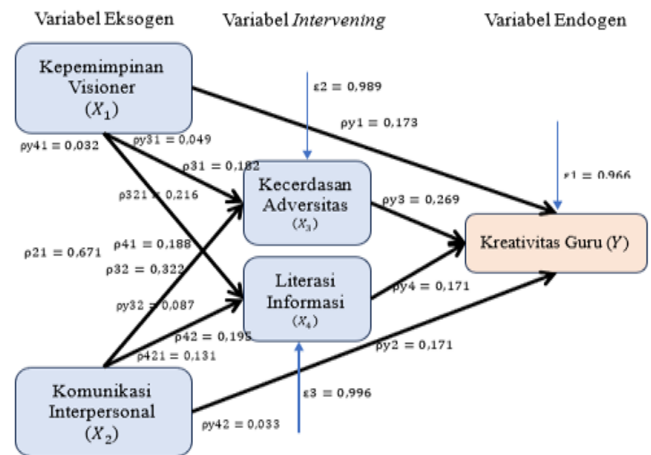 Variabel Eksogen
Variabel Intervening
Variabel Endogen
Kepemimpinan
Visioner
(X₁)
ε2 = 0,989
ρy1 = 0,173
ρy41 = 0,032
ρy31 = 0,049
ρ31 = 0,182
ε1 = 0,966
Kecerdasan
Adversitas
(X₃)
ρ321 = 0,216
ρy3 = 0,269
ρ21 = 0,671
ρ41 = 0,188
ρ32 = 0,322
Kreativitas Guru (Y)
Literasi
Informasi
(X₄)
ρy32 = 0,087
ρy4 = 0,171
ρ42 = 0,195
ρ421 = 0,131
ρy2 = 0,171
Komunikasi
Interpersonal
(X₂)
ε3 = 0,996
ρy42 = 0,033